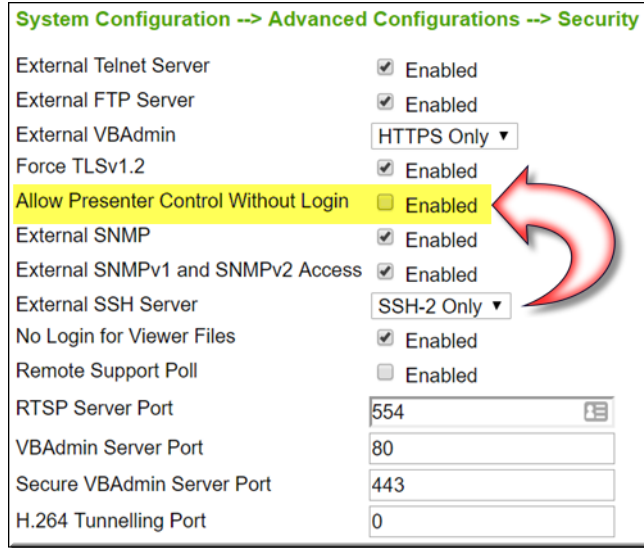 System Configuration --> Advanced Configurations --> Security
External Telnet Server Enabled
External FTP Server Enabled
External VBAdmin HTTPS Only
Force TLSv1.2 Enabled
Allow Presenter Control Without Login Enabled
External SNMP Enabled
External SNMPv1 and SNMPv2 Access Enabled
External SSH Server SSH-2 Only
No Login for Viewer Files Enabled
Remote Support Poll Enabled
RTSP Server Port 554
VBAdmin Server Port 80
Secure VBAdmin Server Port 443
H.264 Tunnelling Port 0